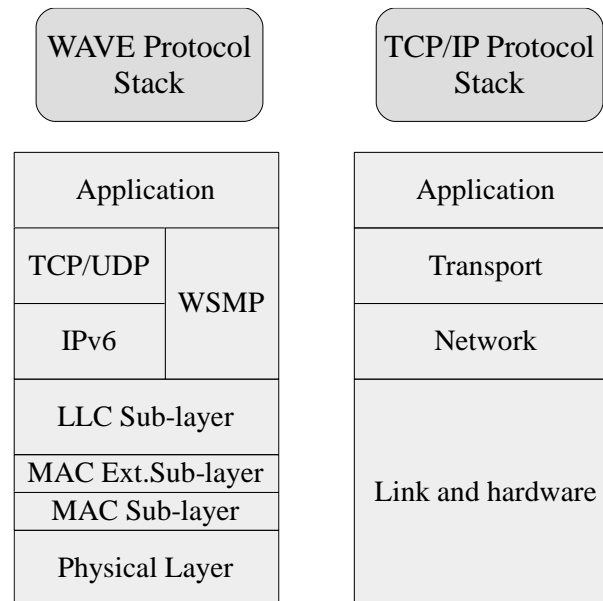 WAVE Protocol
Stack
TCP/IP Protocol
Stack
Application
TCP/UDP
WSMP
IPv6
LLC Sub-layer
MAC Ext.Sub-layer
MAC Sub-layer
Physical Layer
Application
Transport
Network
Link and hardware